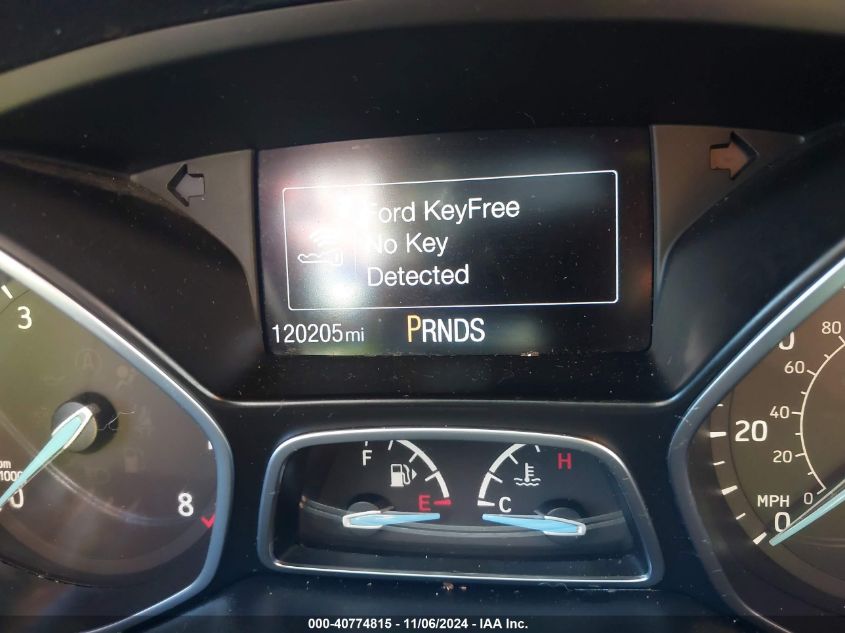 Ford KeyFree
No Key
Detected
120205mi PRNDS
3
0
8
F
E
H
C
80
60
40
20
0
20
MPH
0
000-40774815 - 11/06/2024 - IAA Inc.